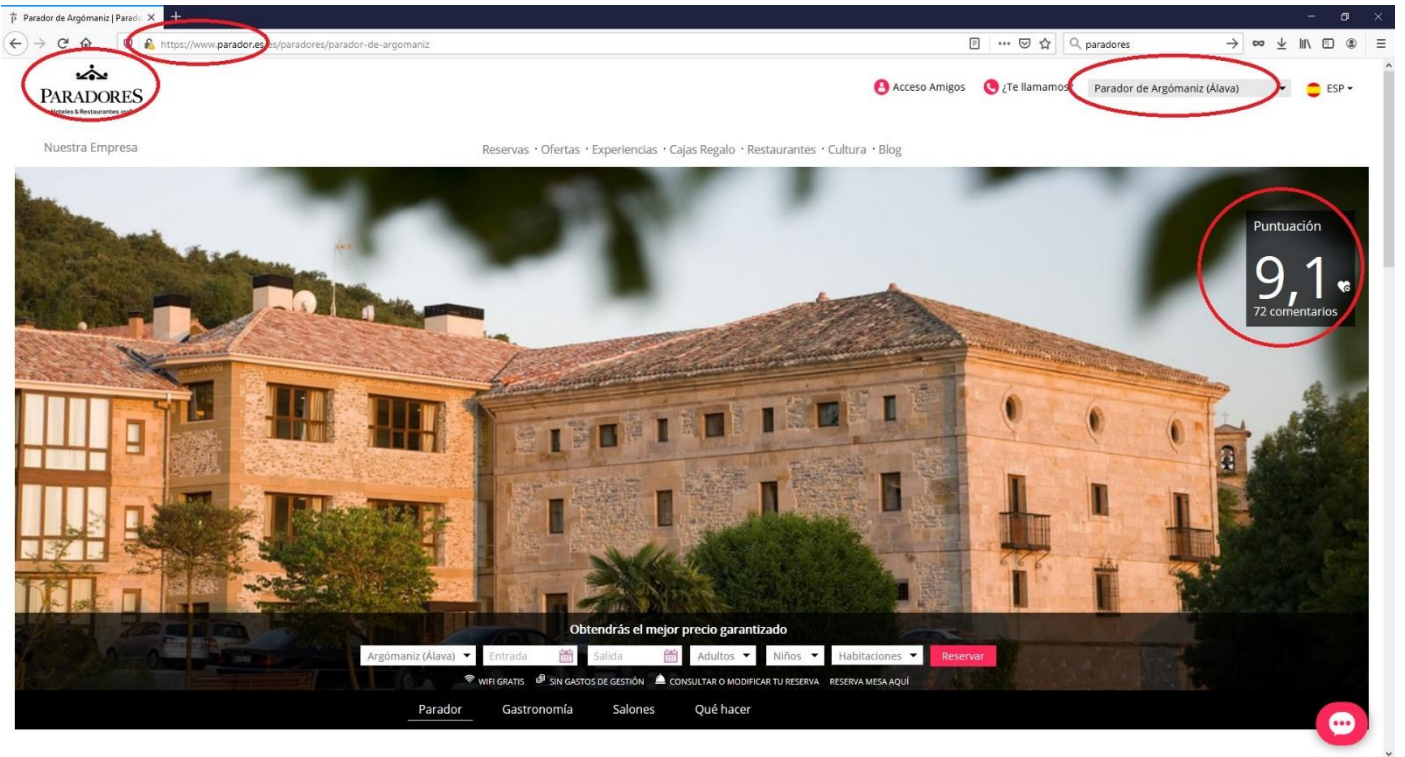 Parador de Argómaniz | Parado
https://www.parador.es/es/paradores/parador-de-argomaniz
paradores
PARADORES
Hoteles & Restaurantes
Acceso Amigos
¿Te llamamos?
Parador de Argómaniz (Álava)
ESP
Nuestra Empresa
Reservas · Ofertas · Experiencias · Cajas Regalo · Restaurantes · Cultura · Blog
Puntuación
9,1
72 comentarios
Obtendrás el mejor precio garantizado
Argómaniz (Álava) Entrada Salida Adultos Niños Habitaciones Reservar
WIFI GRATIS SIN GASTOS DE GESTIÓN CONSULTAR O MODIFICAR TU RESERVA RESERVA MESA AQUÍ
Parador Gastronomía Salones Qué hacer